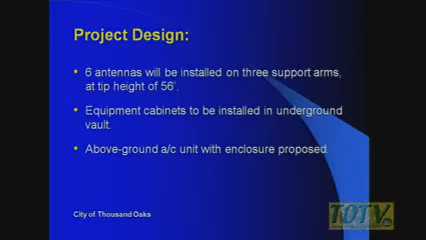 Project Design:
• 6 antennas will be installed on three support arms,
at tip height of 56'.
• Equipment cabinets to be installed in underground
vault.
• Above-ground a/c unit with enclosure proposed.
City of Thousand Oaks
TOTV